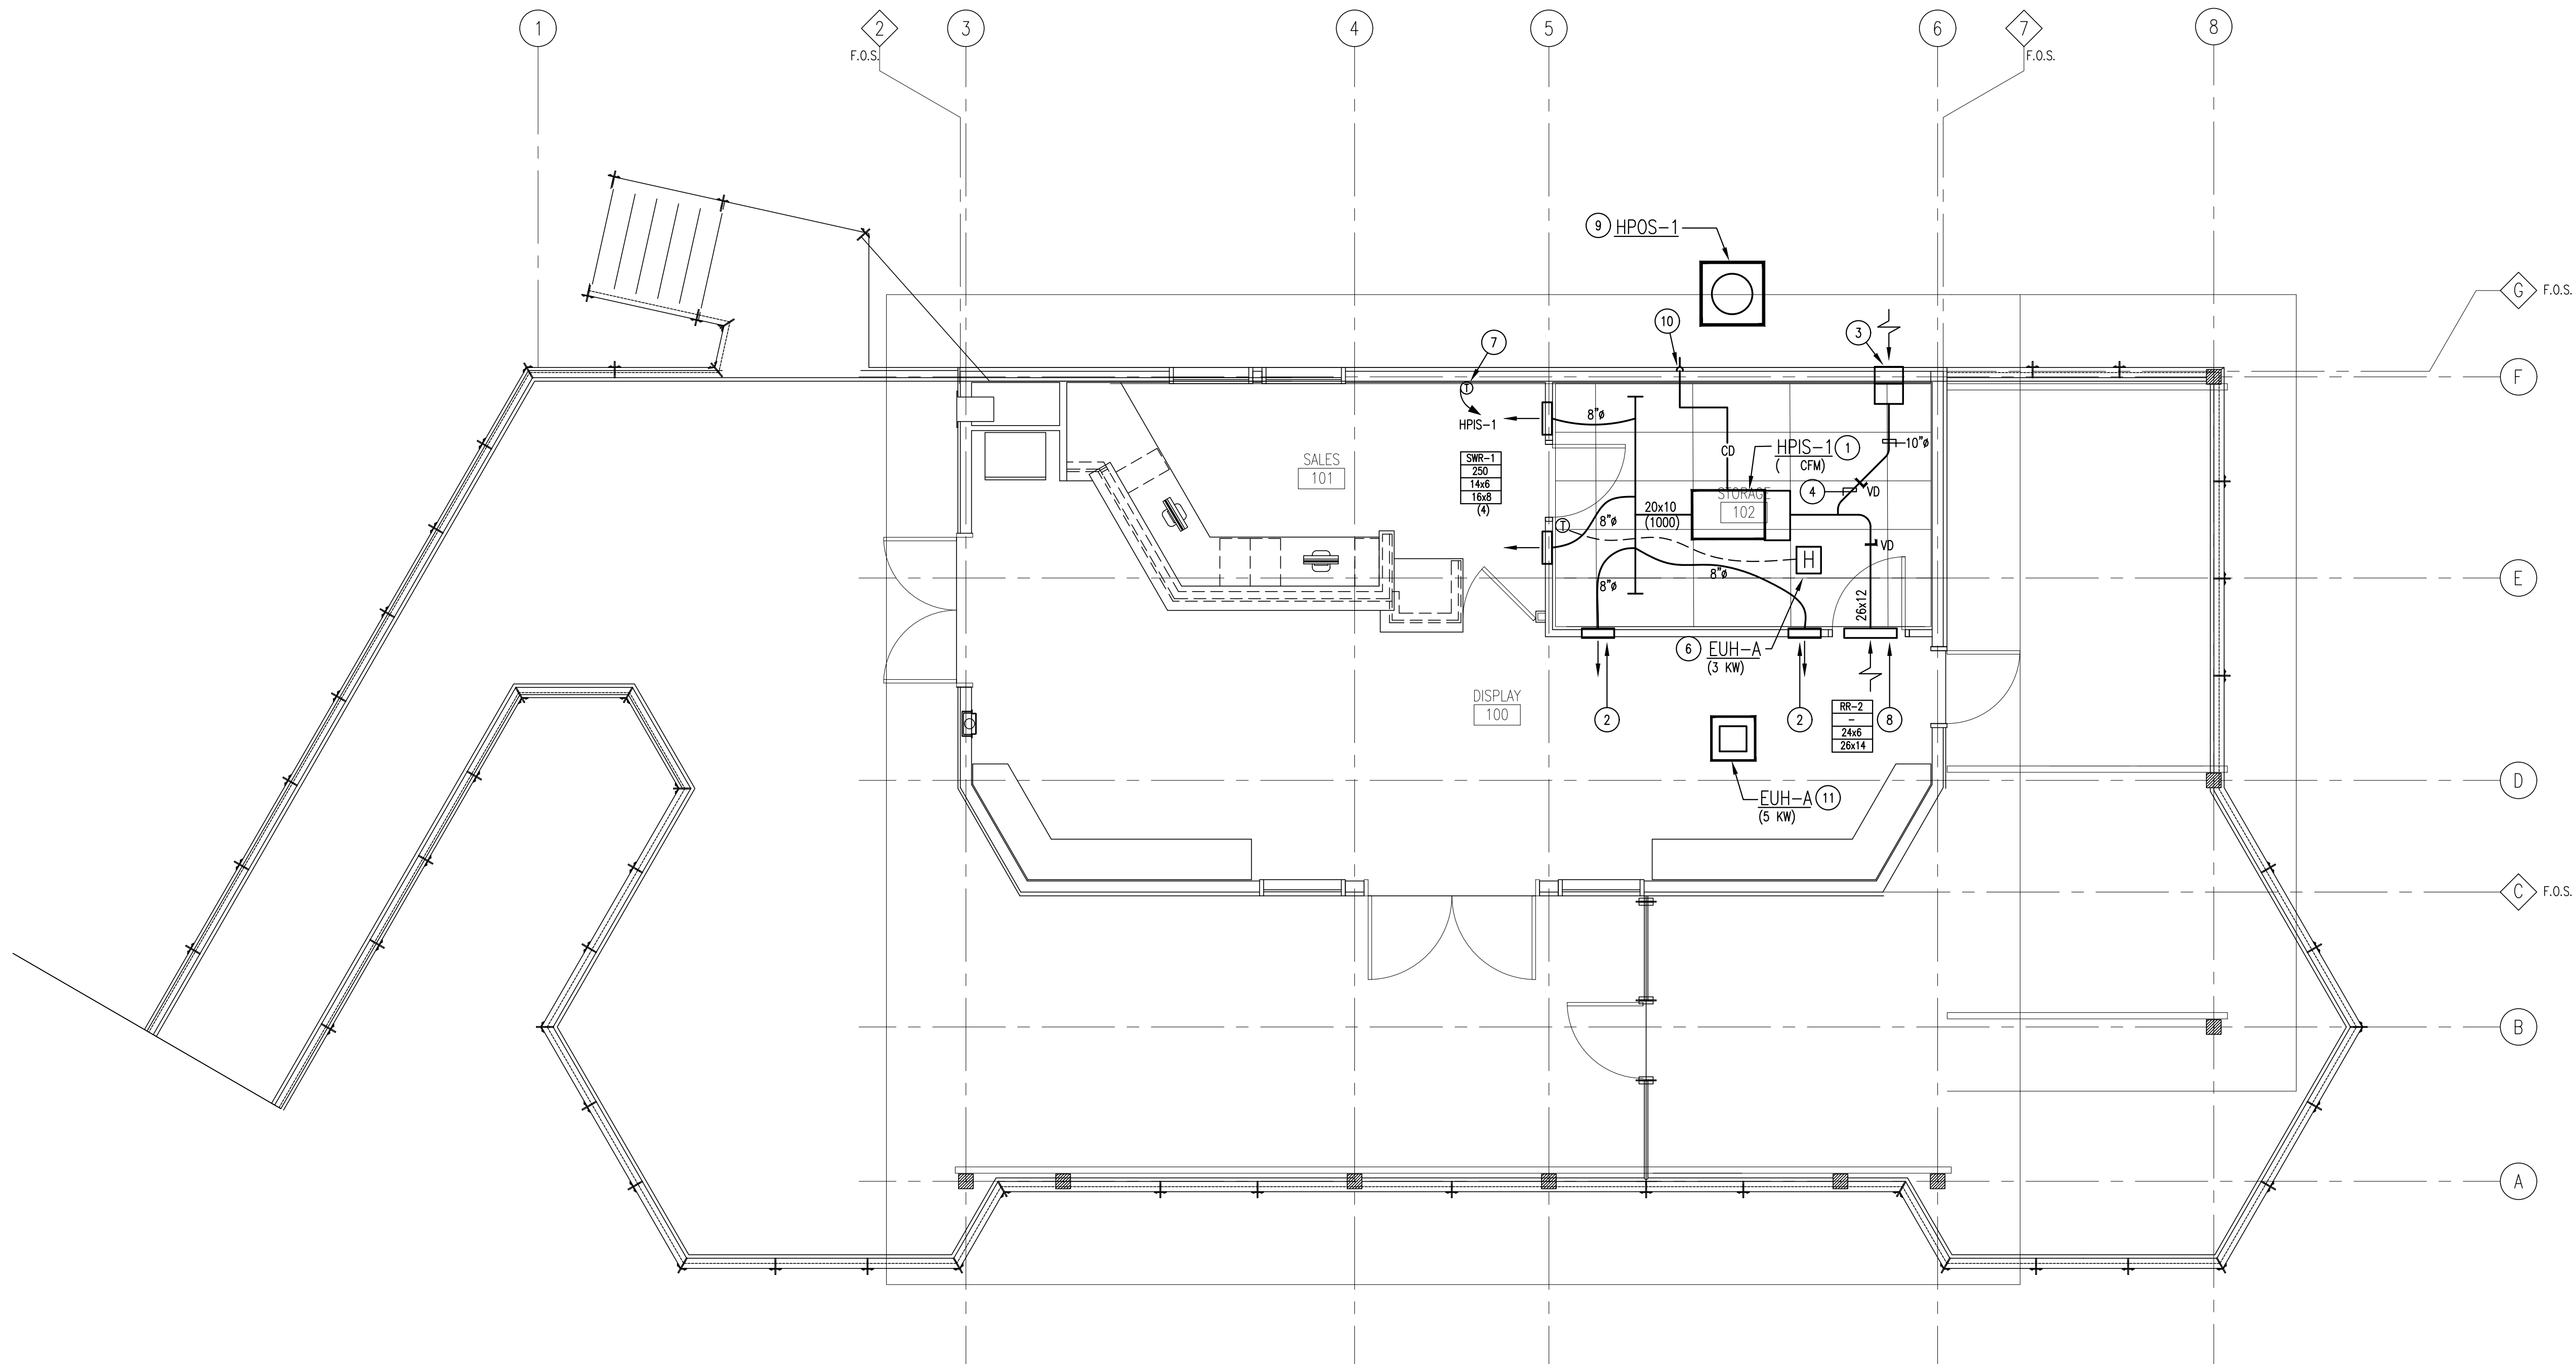 1
2
3
4
5
6
7
8
F.O.S.
F.O.S.
9 HPOS-1
G F.O.S.
10
3
7
F
T
HPIS-1
8"ø
10"ø
CD
HPIS-1 1
( CFM)
SALES
101
SWR-1
250
14x6
16x8
(4)
STORAGE
102
4
VD
20x10
(1000)
8"ø
T
VD
H
8"ø
8"ø
E
26x12
6 EUH-A
(3 KW)
DISPLAY
100
2
2
RR-2
-
24x6
26x14
8
D
EUH-A 11
(5 KW)
C F.O.S.
B
A